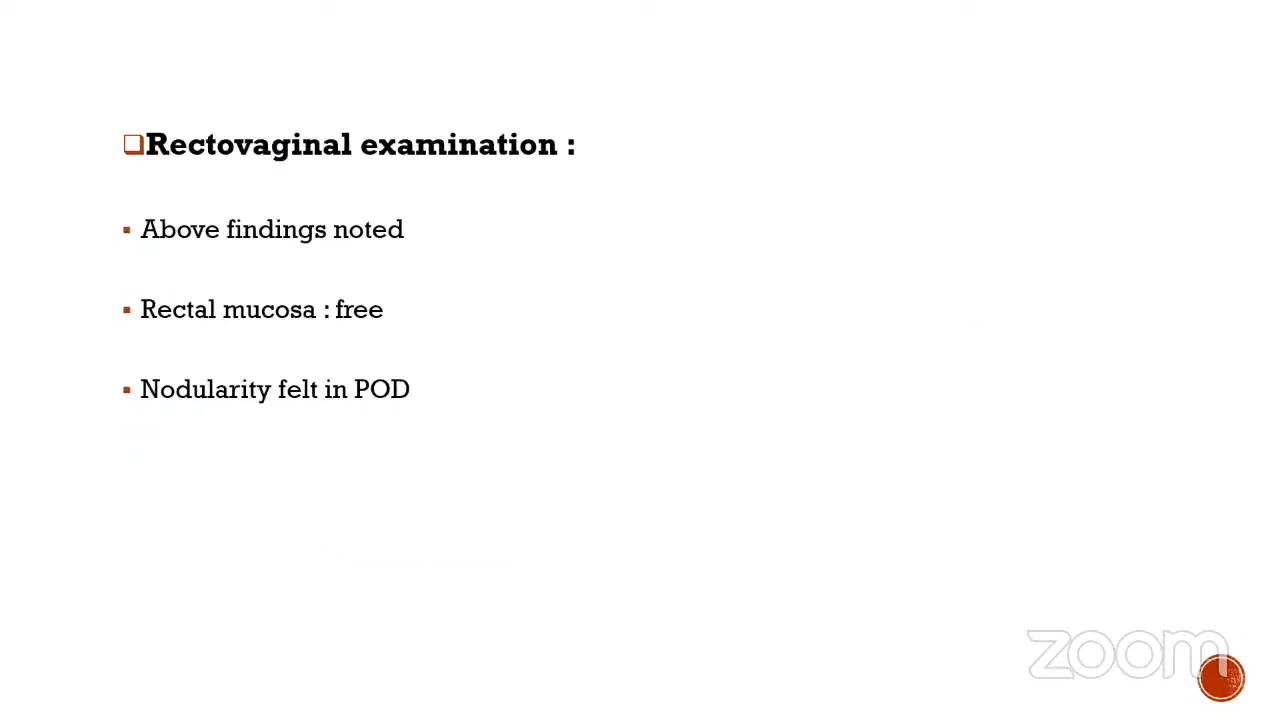 Rectovaginal examination :
Above findings noted
Rectal mucosa : free
Nodularity felt in POD
zoom